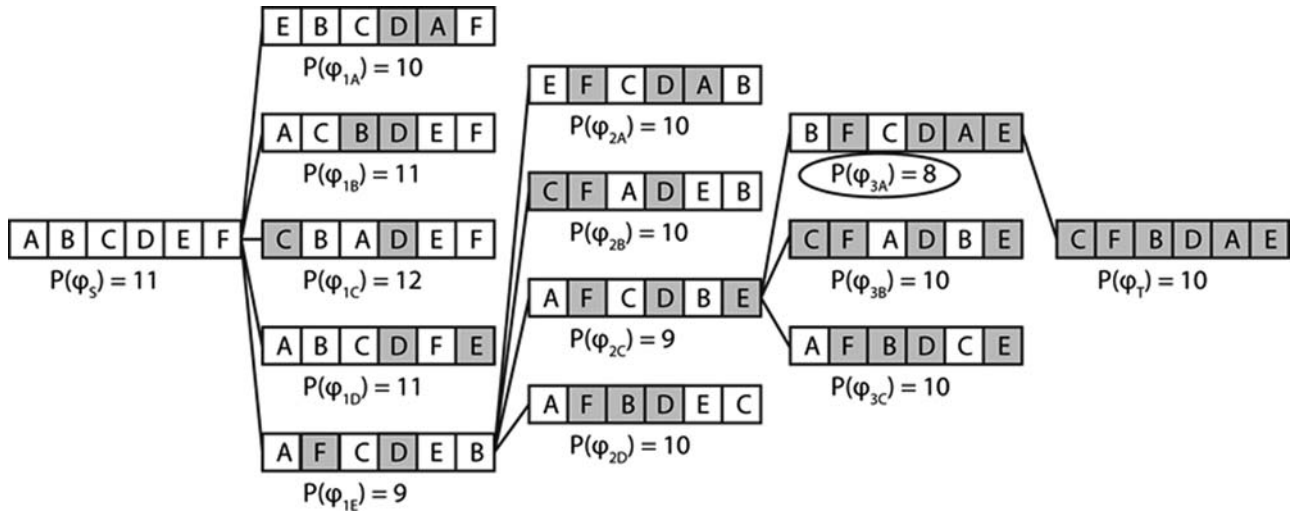 E B C D A F
P(φ1A) = 10
A C B D E F
P(φ1B) = 11
A B C D E F
P(φS) = 11
C B A D E F
P(φ1C) = 12
A B C D F E
P(φ1D) = 11
A F C D E B
P(φ1E) = 9
E F C D A B
P(φ2A) = 10
C F A D E B
P(φ2B) = 10
A F C D B E
P(φ2C) = 9
A F B D E C
P(φ2D) = 10
B F C D A E
P(φ3A) = 8
C F A D B E
P(φ3B) = 10
A F B D C E
P(φ3C) = 10
C F B D A E
P(φT) = 10